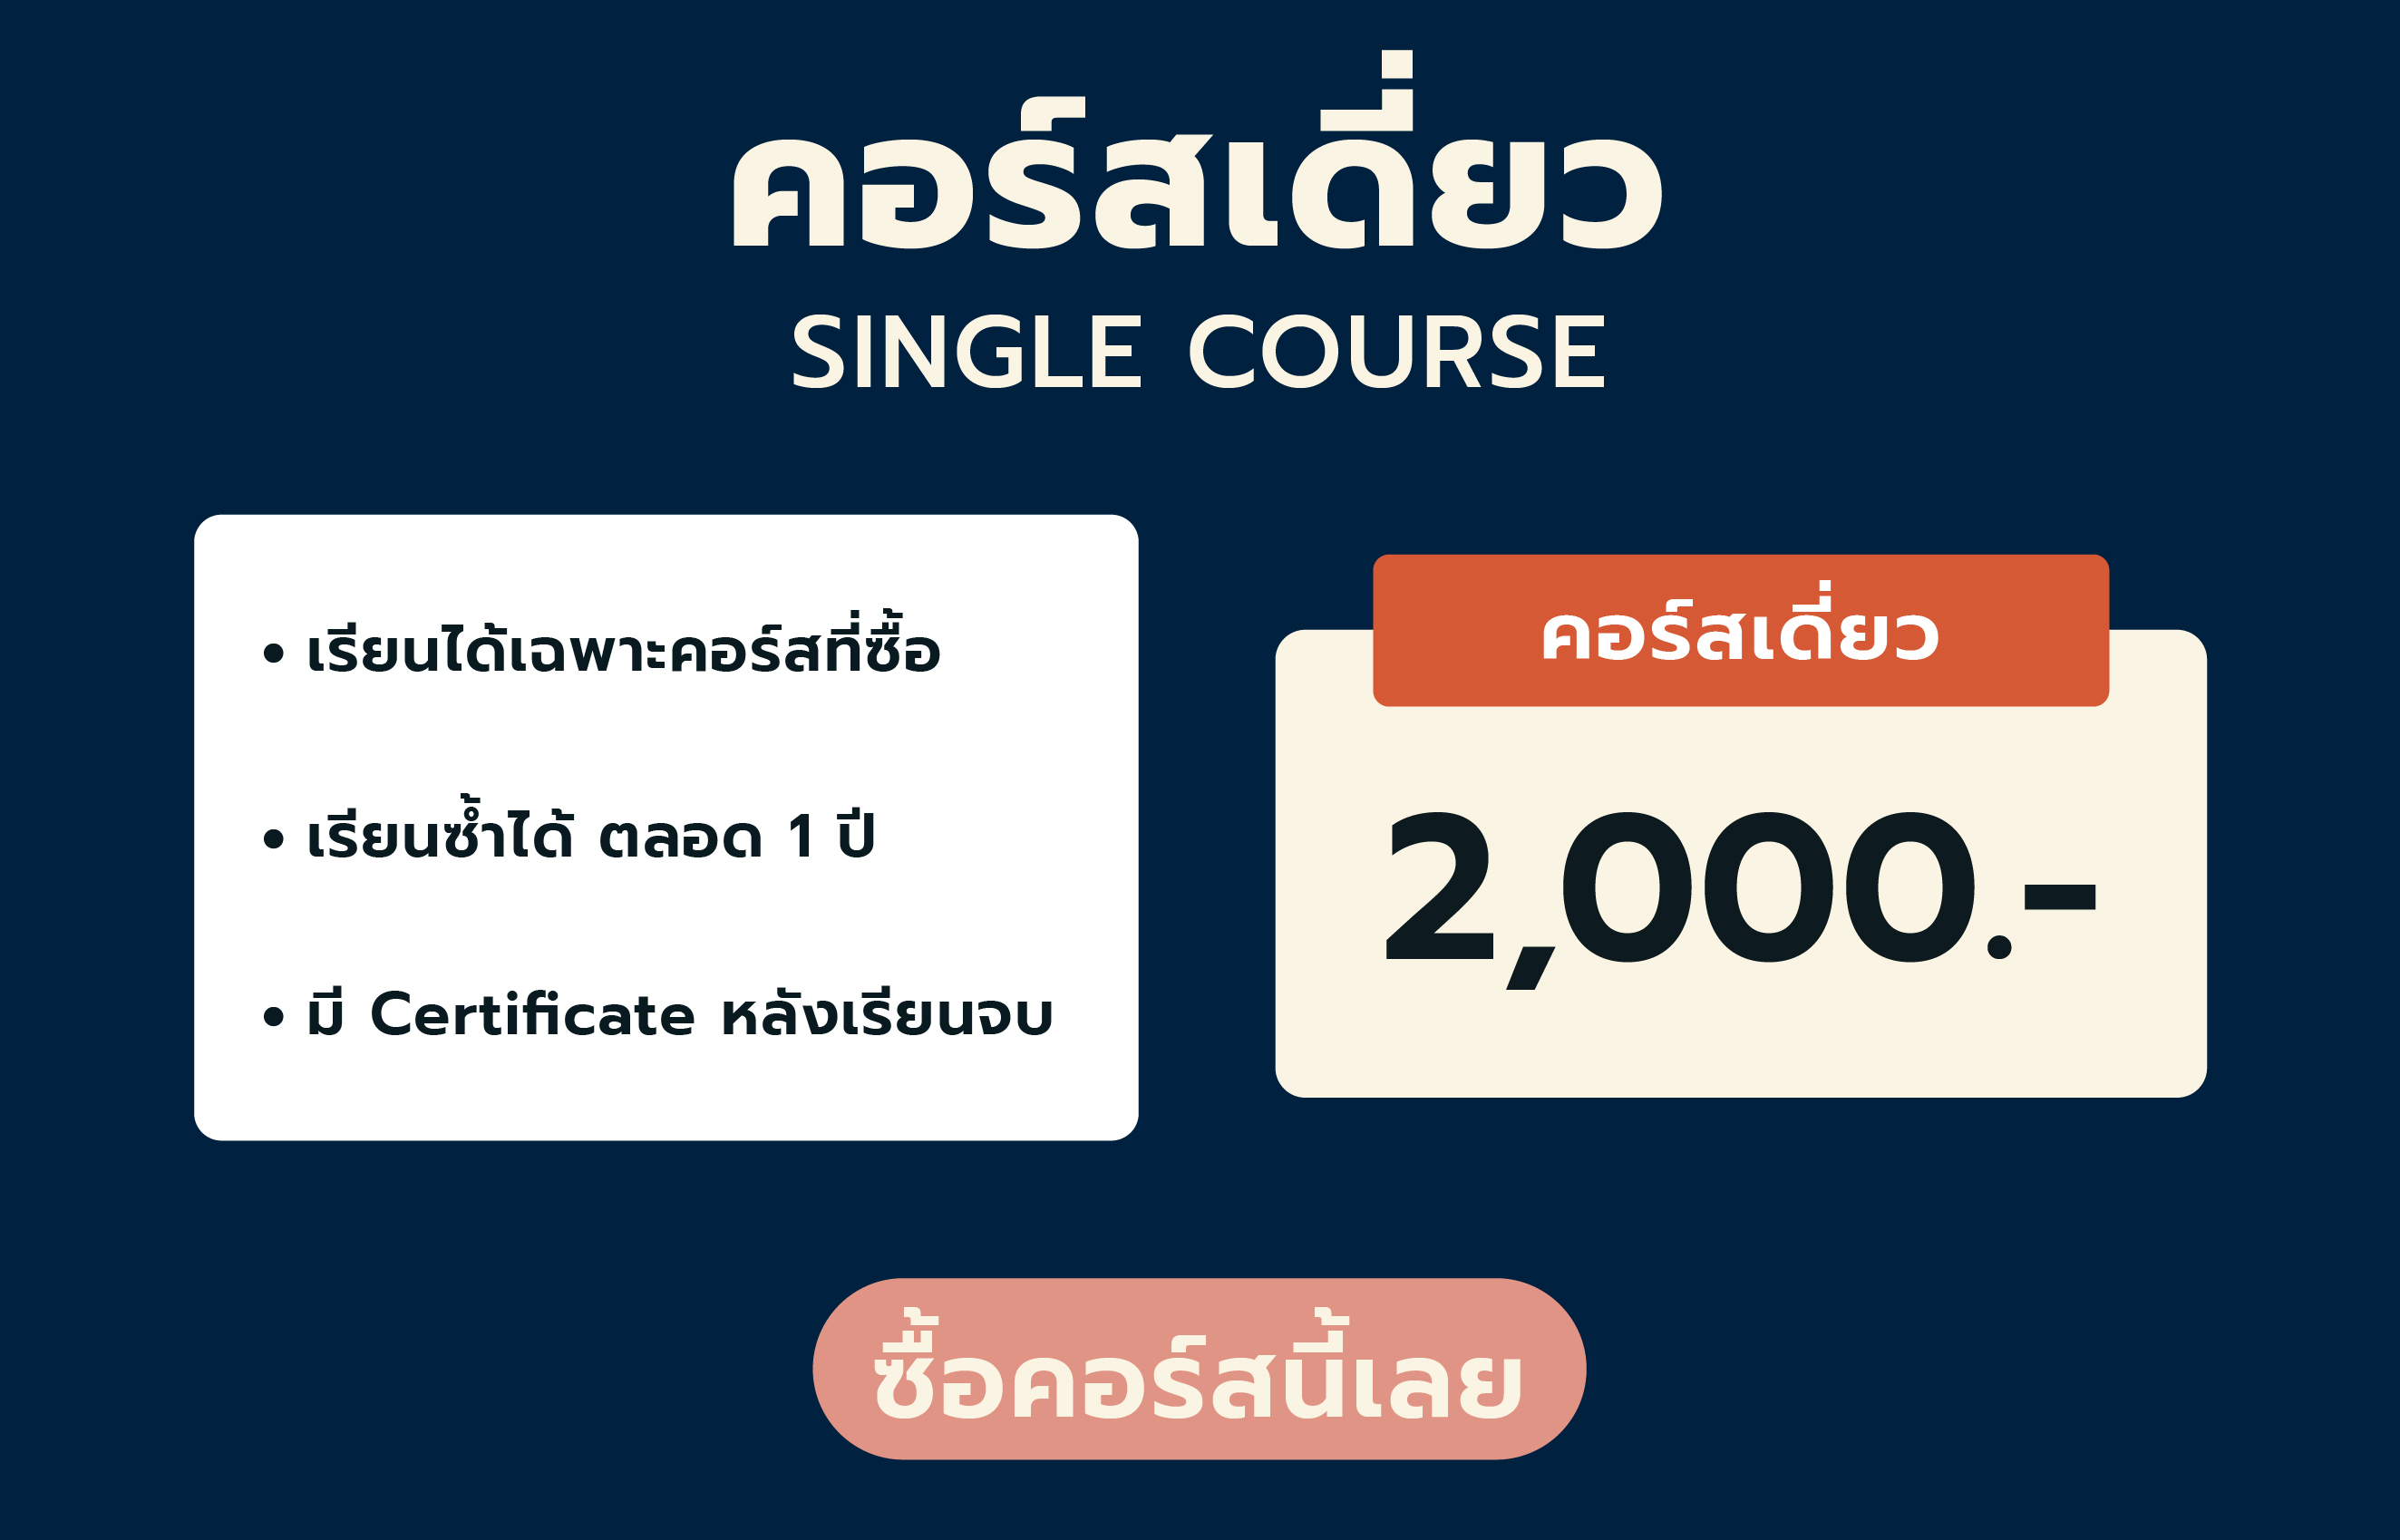 คอร์สเดี่ยว
SINGLE COURSE
• เรียนได้เฉพาะคอร์สที่ซื้อ
• เรียนซ้ำได้ ตลอด 1 ปี
• มี Certificate หลังเรียนจบ
คอร์สเดี่ยว
2,000.-
ซื้อคอร์สนี้เลย